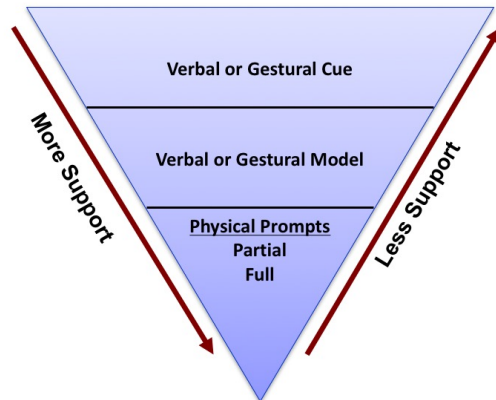 Verbal or Gestural Cue
More Support
Less Support
Verbal or Gestural Model
Physical Prompts
Partial
Full